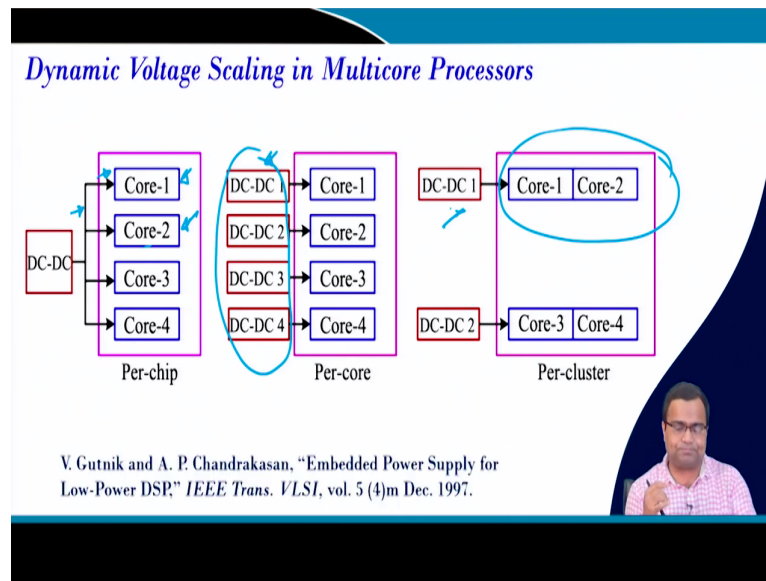 Dynamic Voltage Scaling in Multicore Processors
DC-DC
Core-1
Core-2
Core-3
Core-4
Per-chip
DC-DC 1
DC-DC 2
DC-DC 3
DC-DC 4
Core-1
Core-2
Core-3
Core-4
Per-core
DC-DC 1
Core-1 Core-2
DC-DC 2
Core-3 Core-4
Per-cluster
V. Gutnik and A. P. Chandrakasan, “Embedded Power Supply for
Low-Power DSP,” IEEE Trans. VLSI, vol. 5 (4)m Dec. 1997.